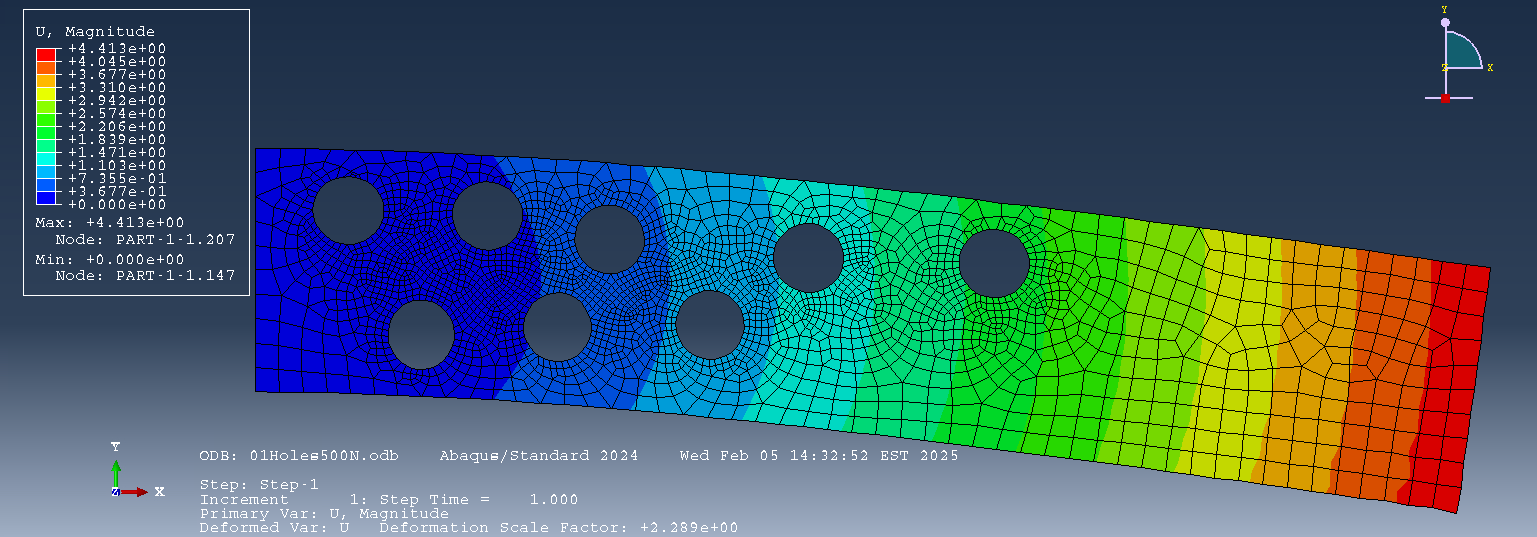 U, Magnitude
+4.413e+00
+4.045e+00
+3.677e+00
+3.310e+00
+2.942e+00
+2.574e+00
+2.206e+00
+1.839e+00
+1.471e+00
+1.103e+00
+7.355e-01
+3.677e-01
+0.000e+00
Max: +4.413e+00
Node: PART-1-1.207
Min: +0.000e+00
Node: PART-1-1.147
Y
Z
X
Y
Z
X
ODB: 01Holes500N.odb    Abaqus/Standard 2024    Wed Feb 05 14:32:52 EST 2025
Step: Step-1
Increment      1: Step Time =    1.000
Primary Var: U, Magnitude
Deformed Var: U   Deformation Scale Factor: +2.289e+00